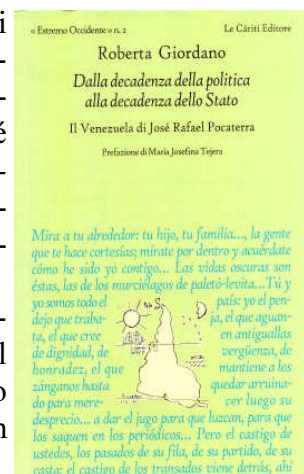 i
-
-
é
-
-
-
-
-
l
o
n
« Estremo Occidente » n. 2 Le Càriti Editore
Roberta Giordano
Dalla decadenza della politica
alla decadenza dello Stato
Il Venezuela di José Rafael Pocaterra
Prefazione di María Josefina Tejera
Mira a tu alrededor: tu hijo, tu familia..., la gente
que te hace cortesías; mírate por dentro y acuérdate
cómo he sido yo contigo... Las vidas oscuras son
éstas, las de los murciélagos de paletó-levita...Tú y
yo somos todo el país: yo el pen-
dejo que traba- ja, el que aguan-
ta, el que cree en antiguallas
de dignidad, de vergüenza, de
honradez, el que mantiene a los
zánganos hasta quedar arruina-
do para mere- cer luego su
desprecio... a dar el jugo para que luzcan, para que
los saquen en los periódicos... Pero el castigo de
ustedes, los pasados de su fila, de su partido, de su
casta: el castigo de los transados viene detrás, ahí